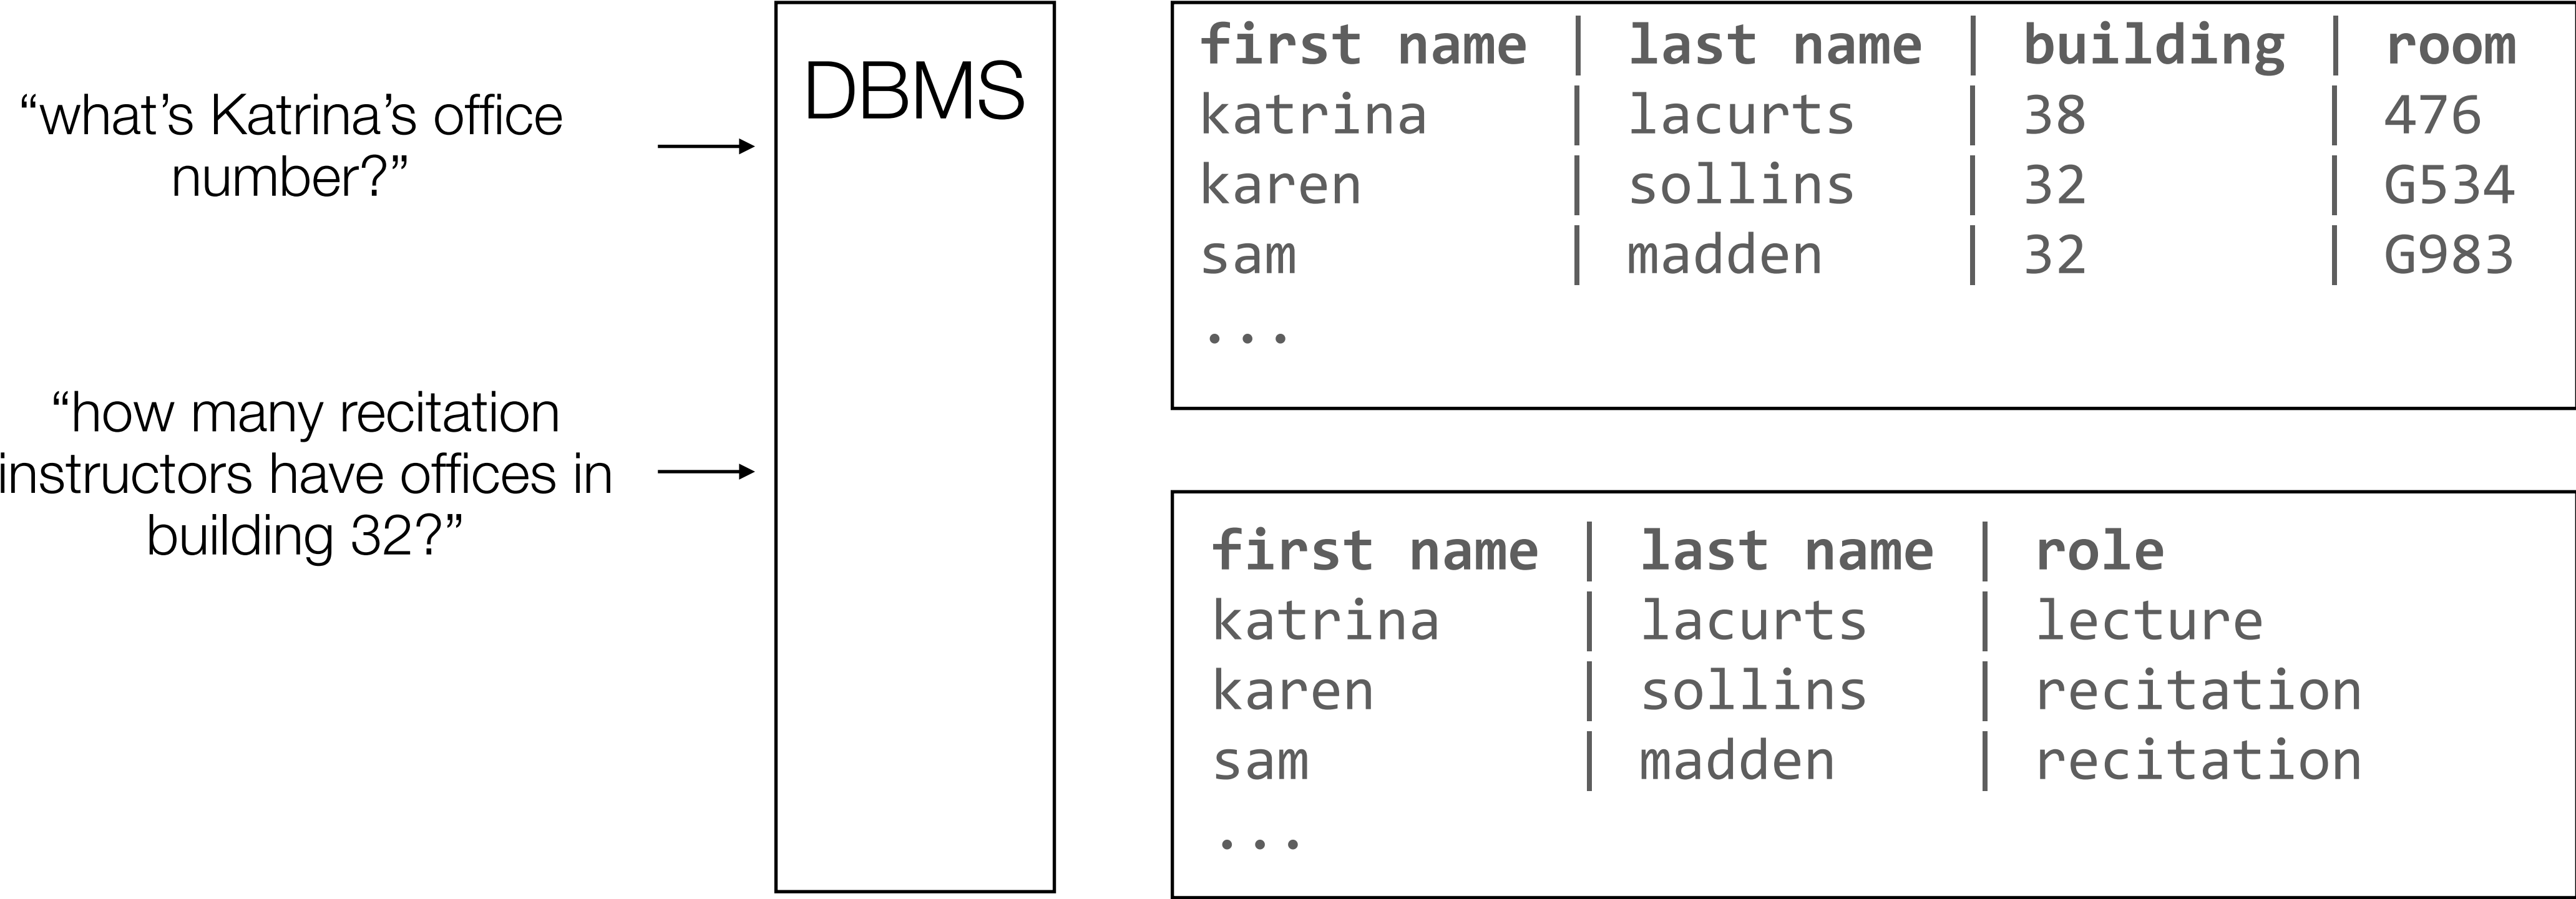 “what’s Katrina’s office
number?”
“how many recitation
instructors have offices in
building 32?”
DBMS
first name | last name | building | room
katrina | lacurts | 38 | 476
karen | sollins | 32 | G534
sam | madden | 32 | G983
...
first name | last name | role
katrina | lacurts | lecture
karen | sollins | recitation
sam | madden | recitation
...